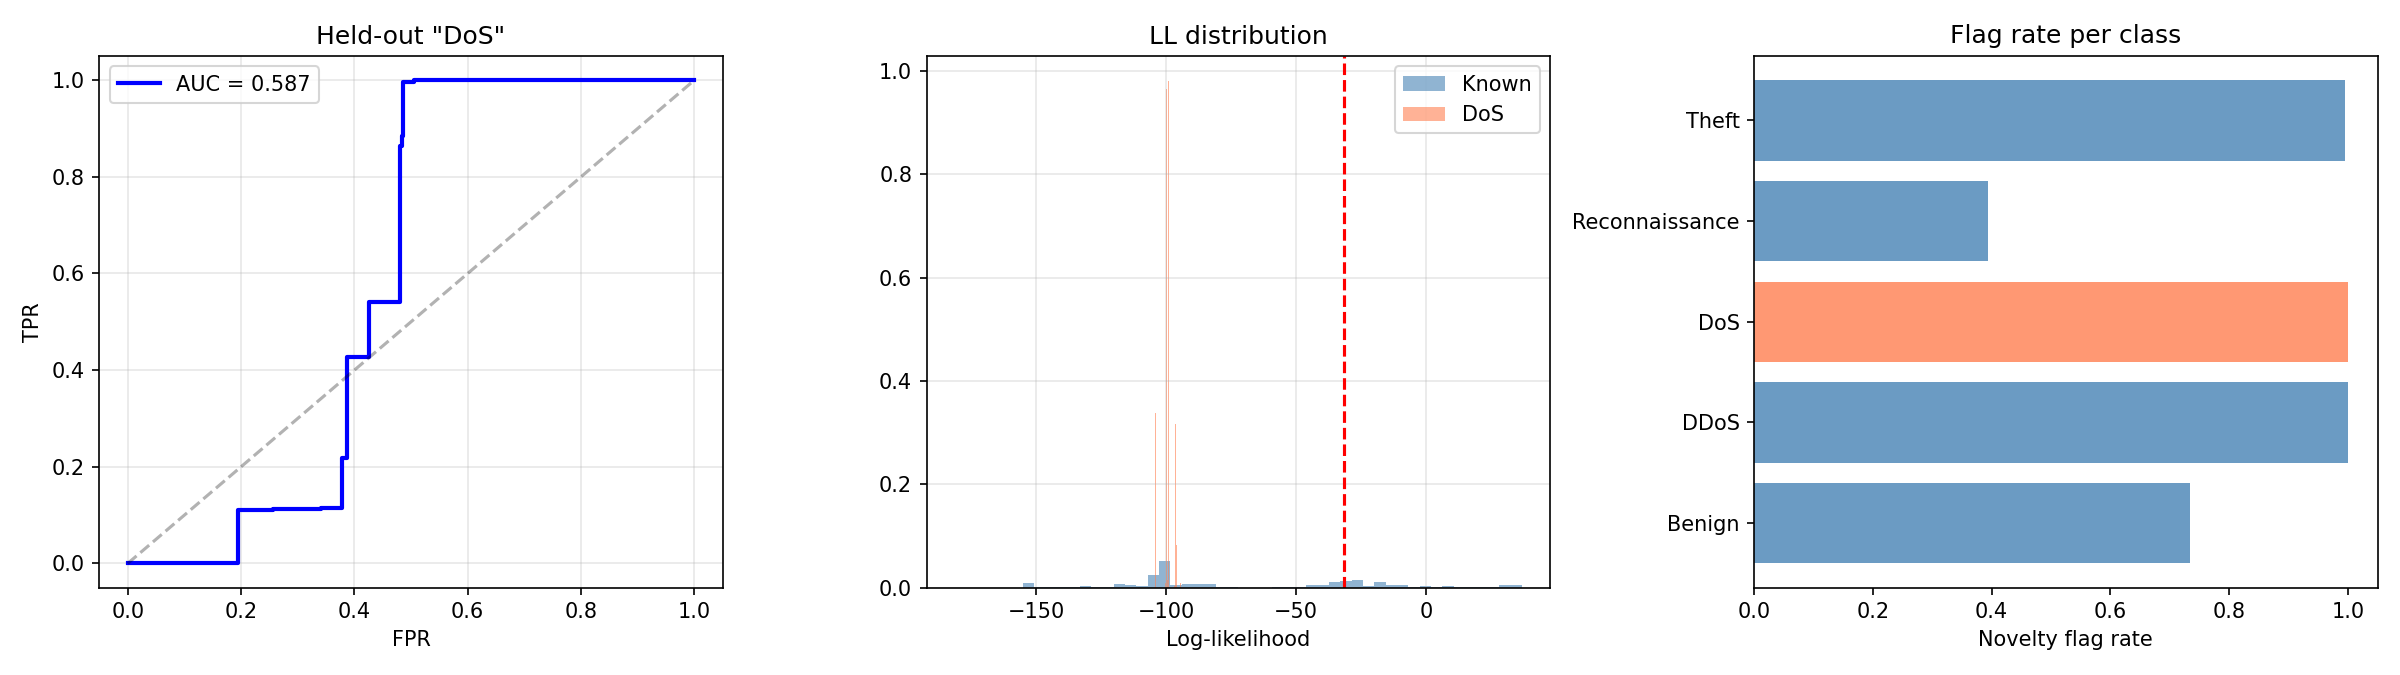 Held-out "DoS"
AUC = 0.587
1.0
0.8
0.6
0.4
0.2
0.0
TPR
0.0 0.2 0.4 0.6 0.8 1.0
FPR
LL distribution
Known
DoS
1.0
0.8
0.6
0.4
0.2
0.0
−150 −100 −50 0
Log-likelihood
Flag rate per class
Theft
Reconnaissance
DoS
DDoS
Benign
0.0 0.2 0.4 0.6 0.8 1.0
Novelty flag rate